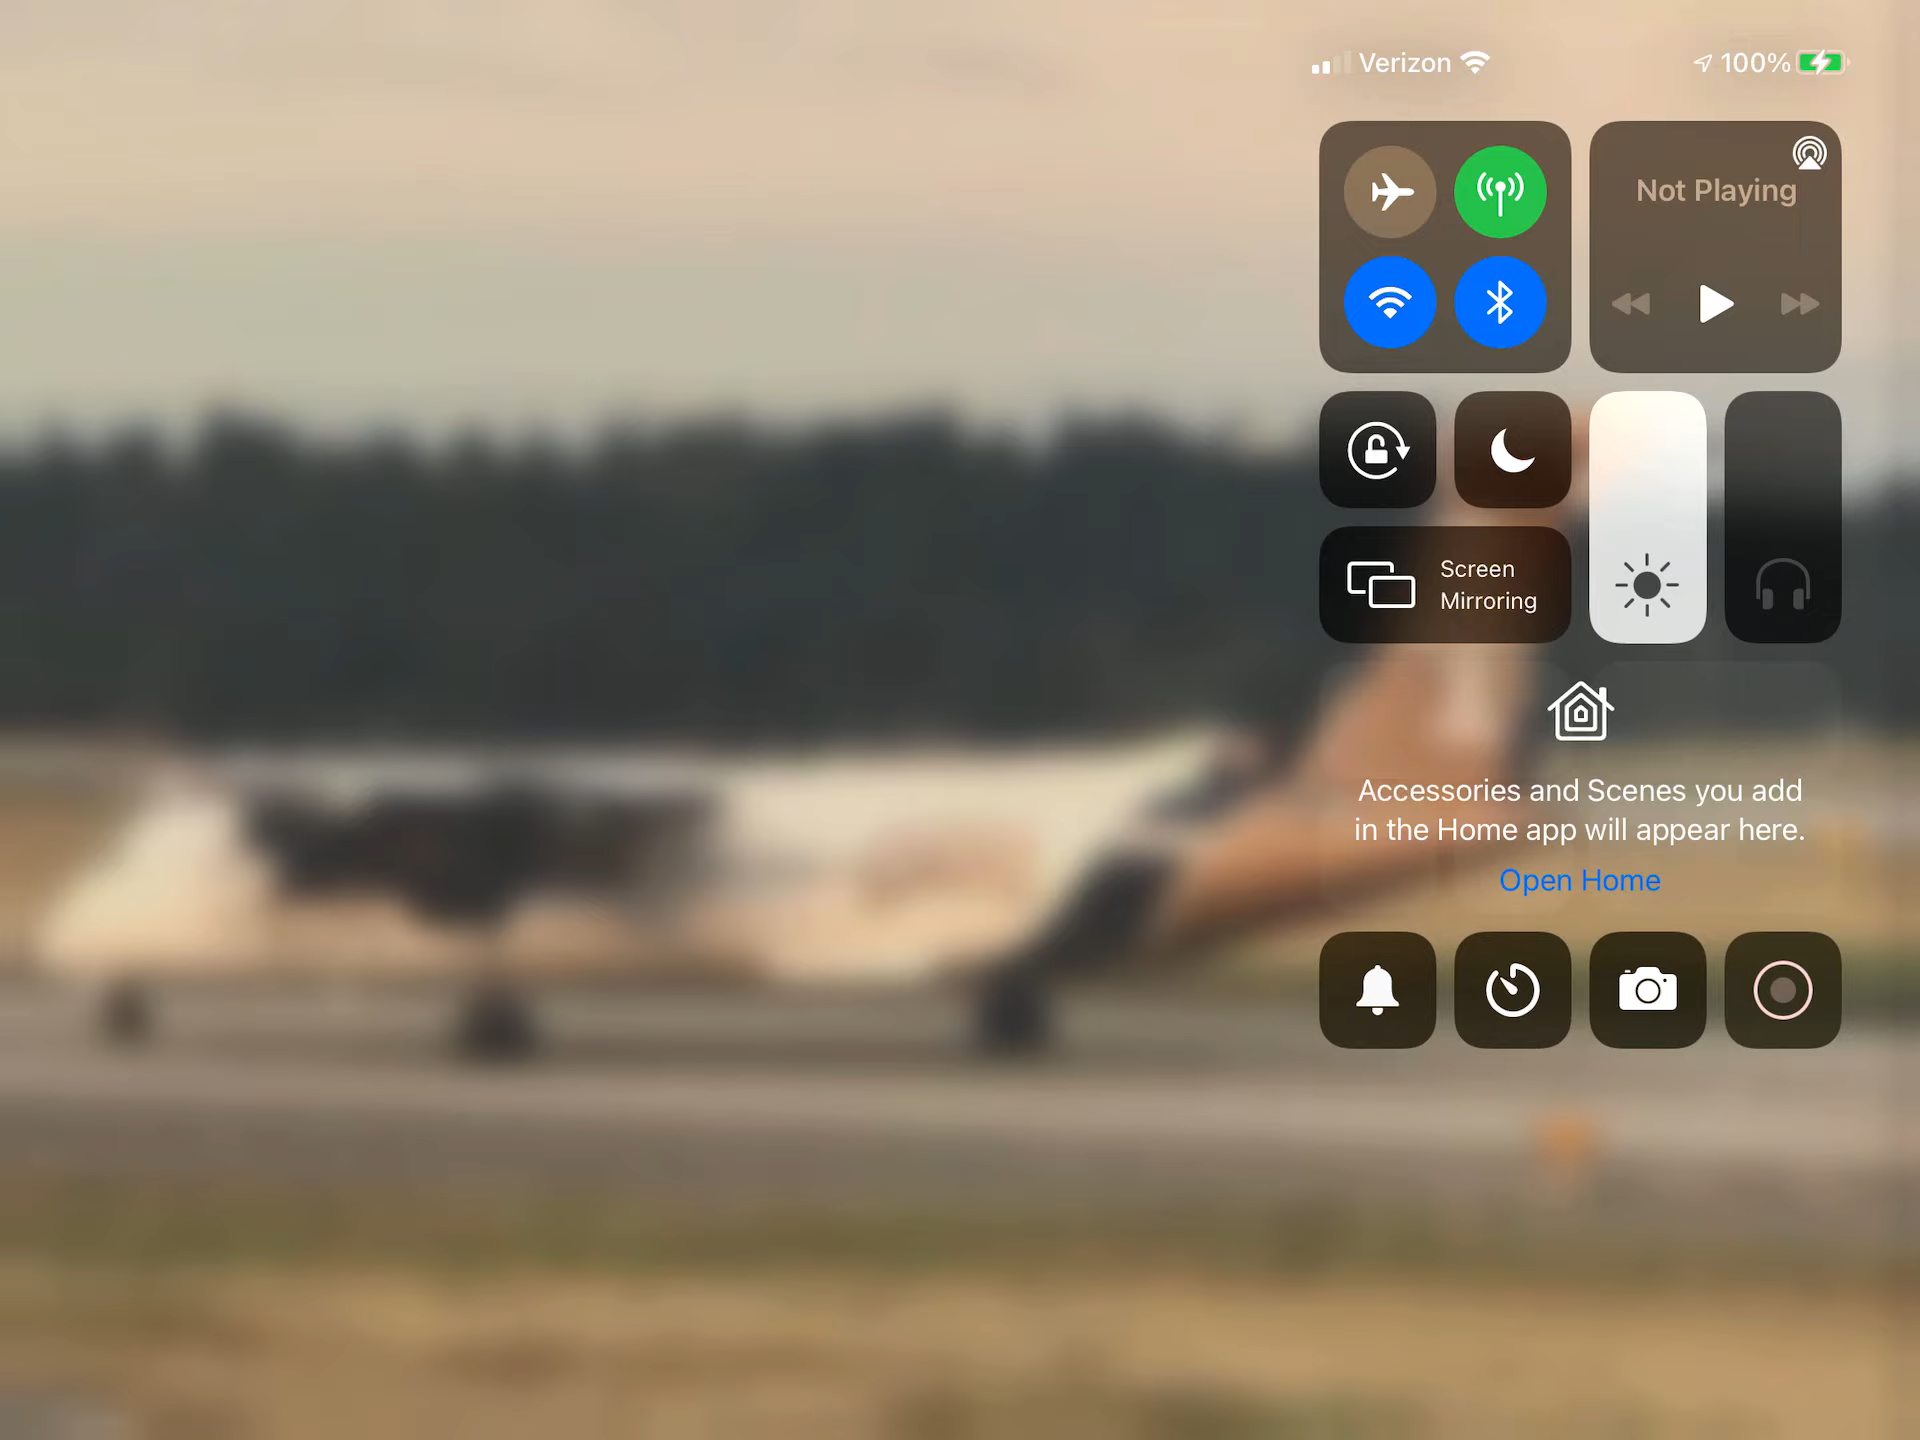 Verizon
100%
Not Playing
Screen
Mirroring
Accessories and Scenes you add
in the Home app will appear here.
Open Home